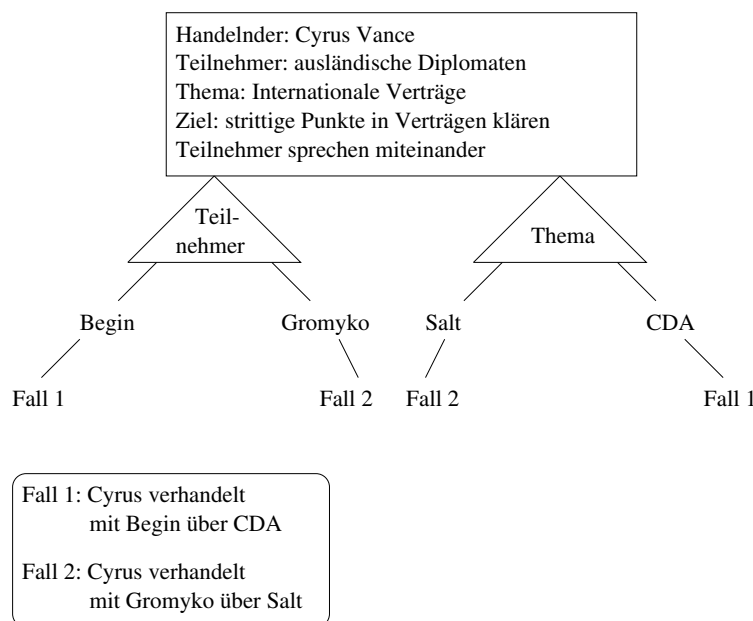 Handelnder: Cyrus Vance
Teilnehmer: ausländische Diplomaten
Thema: Internationale Verträge
Ziel: strittige Punkte in Verträgen klären
Teilnehmer sprechen miteinander
Teil-
nehmer
Thema
Begin
Gromyko
Salt
CDA
Fall 1
Fall 2
Fall 2
Fall 1
Fall 1: Cyrus verhandelt
mit Begin über CDA
Fall 2: Cyrus verhandelt
mit Gromyko über Salt